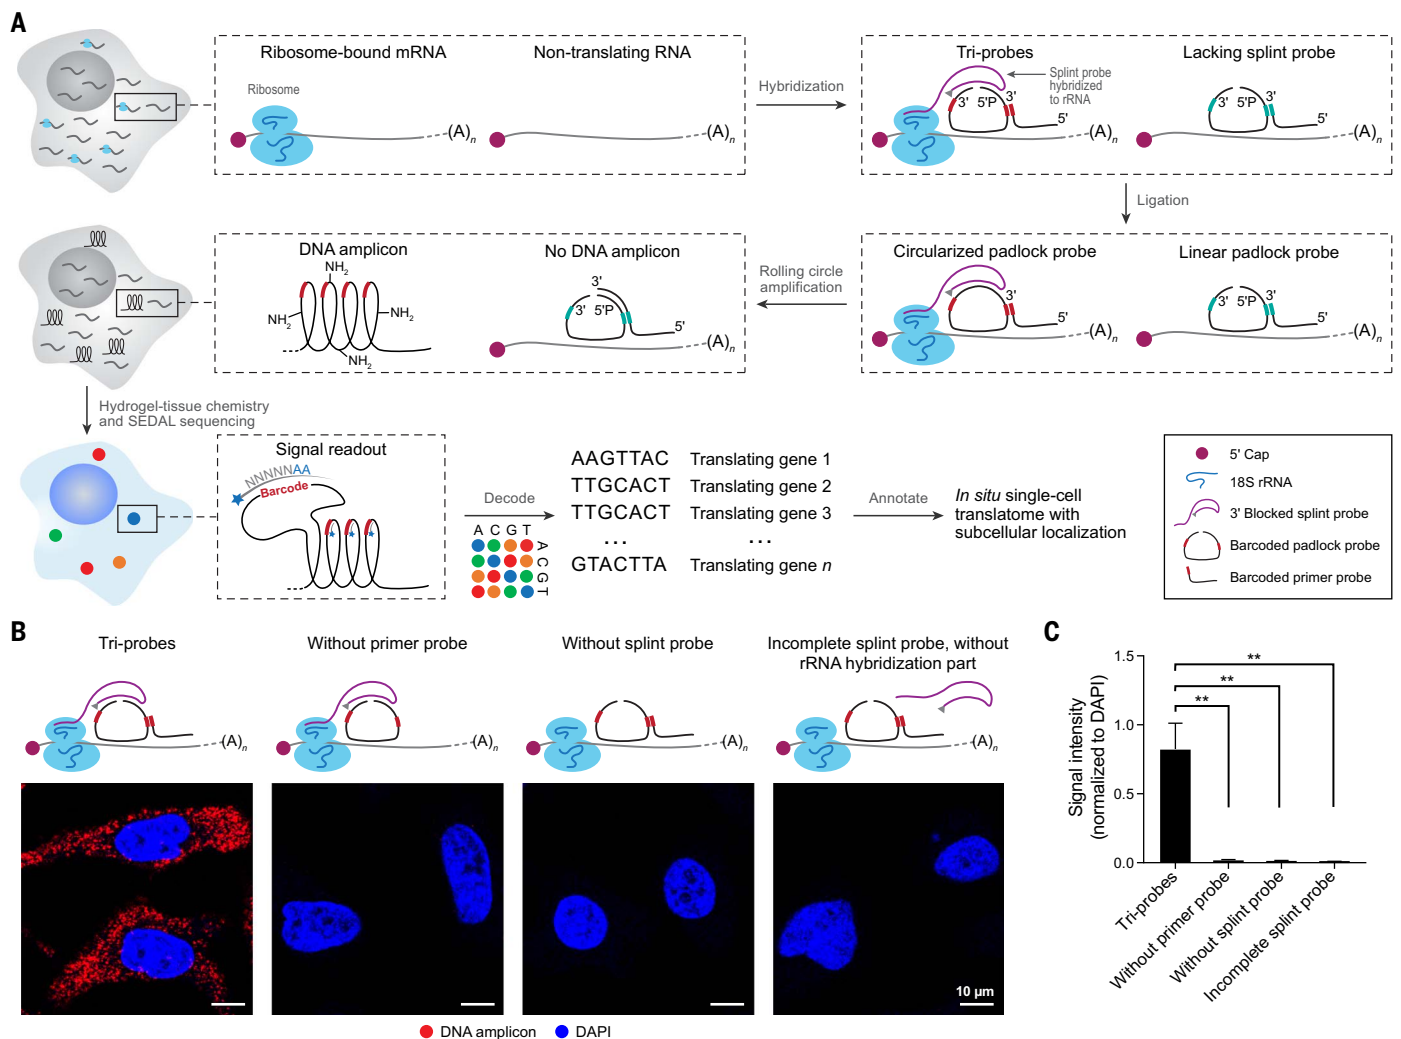 A
Ribosome-bound mRNA
Non-translating RNA
Ribosome
(A)n
(A)n
Hybridization
Tri-probes
Lacking splint probe
Splint probe
hybridized
to rRNA
3' 5'P 3'
5'
(A)n
3' 5'P 3'
5'
(A)n
Ligation
Circularized padlock probe
Linear padlock probe
3'
5'
(A)n
3' 5'P 3'
5'
(A)n
Rolling circle
amplification
DNA amplicon
No DNA amplicon
NH2
NH2
NH2
NH2
3'
3' 5'P
5'
(A)n
Hydrogel-tissue chemistry
and SEDAL sequencing
Signal readout
NNNNNAA
Barcode
Decode
A C G T
A
C
G
T
AAGTTAC Translating gene 1
TTGCACT Translating gene 2
TTGCACT Translating gene 3
... ...
GTACTTA Translating gene n
Annotate
In situ single-cell
translatome with
subcellular localization
5' Cap
18S rRNA
3' Blocked splint probe
Barcoded padlock probe
Barcoded primer probe
B
Tri-probes
Without primer probe
Without splint probe
Incomplete splint probe, without
rRNA hybridization part
(A)n
(A)n
(A)n
(A)n
10 µm
DNA amplicon
DAPI
C
Signal intensity
(normalized to DAPI)
1.5
1.0
0.5
0.0
**
**
**
Tri-probes
Without primer probe
Without splint probe
Incomplete splint probe